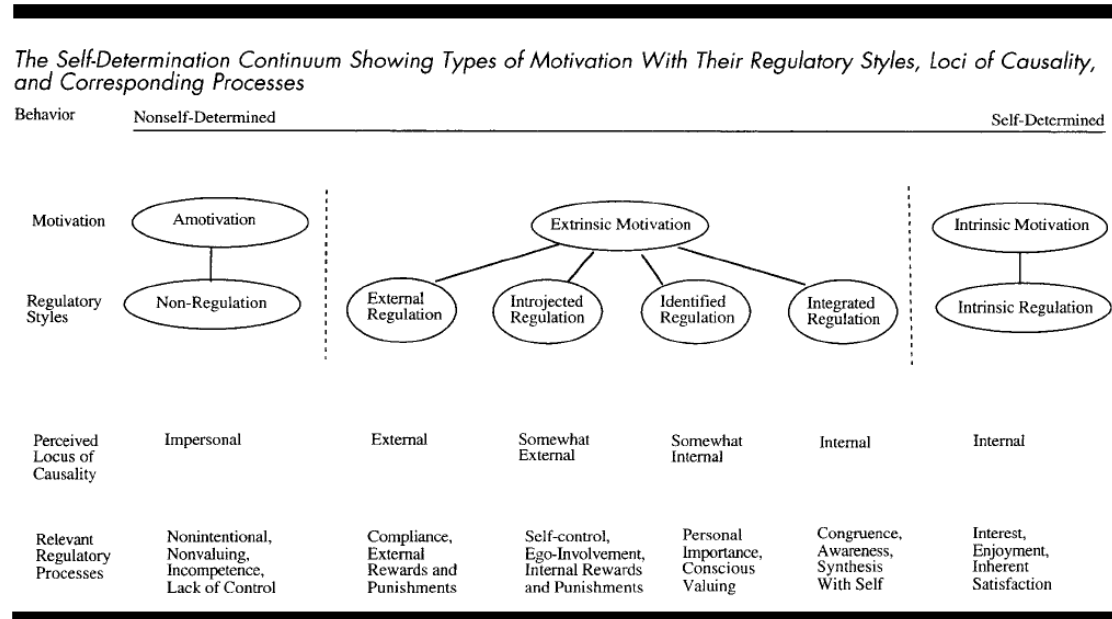 The Self-Determination Continuum Showing Types of Motivation With Their Regulatory Styles, Loci of Causality,
and Corresponding Processes
Behavior Nonself-Determined Self-Determined
Motivation Amotivation Extrinsic Motivation Intrinsic Motivation
Regulatory
Styles
Non-Regulation
External
Regulation
Introjected
Regulation
Identified
Regulation
Integrated
Regulation
Intrinsic Regulation
Perceived
Locus of
Causality
Impersonal
External
Somewhat
External
Somewhat
Internal
Internal
Internal
Relevant
Regulatory
Processes
Nonintentional,
Nonvaluing,
Incompetence,
Lack of Control
Compliance,
External
Rewards and
Punishments
Self-control,
Ego-Involvement,
Internal Rewards
and Punishments
Personal
Importance,
Conscious
Valuing
Congruence,
Awareness,
Synthesis
With Self
Interest,
Enjoyment,
Inherent
Satisfaction